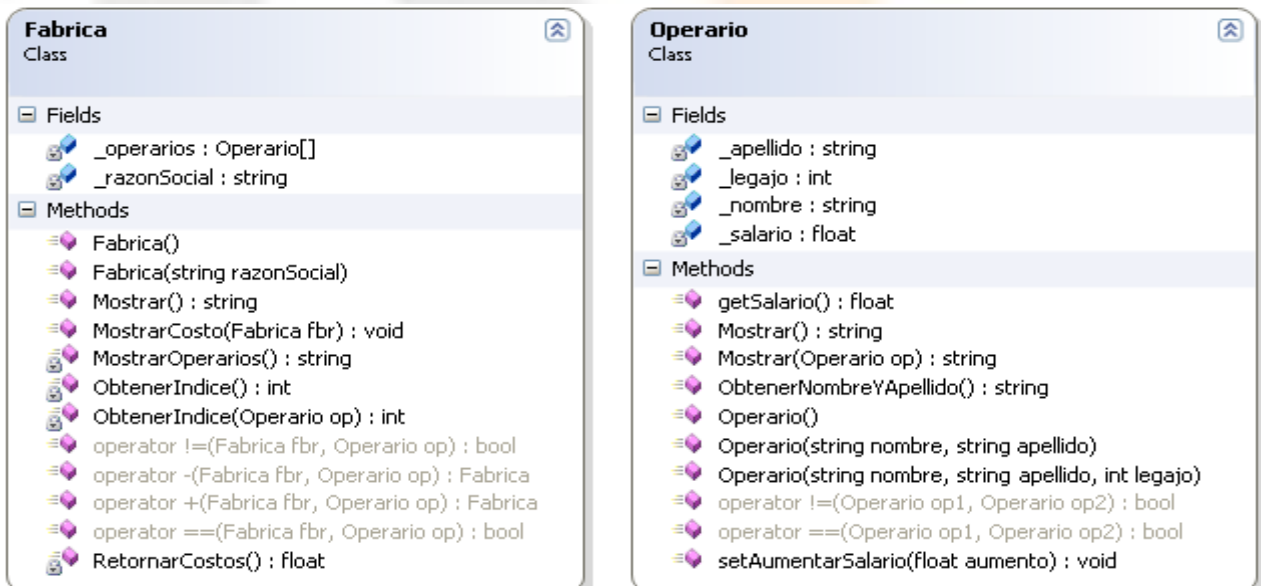 Fabrica
Class
Fields
_operarios : Operario[]
_razonSocial : string
Methods
Fabrica()
Fabrica(string razonSocial)
Mostrar() : string
MostrarCosto(Fabrica fbr) : void
MostrarOperarios() : string
ObtenerIndice() : int
ObtenerIndice(Operario op) : int
operator !=(Fabrica fbr, Operario op) : bool
operator -(Fabrica fbr, Operario op) : Fabrica
operator +(Fabrica fbr, Operario op) : Fabrica
operator ==(Fabrica fbr, Operario op) : bool
RetornarCostos() : float
Operario
Class
Fields
_apellido : string
_legajo : int
_nombre : string
_salario : float
Methods
getSalario() : float
Mostrar() : string
Mostrar(Operario op) : string
ObtenerNombreYApellido() : string
Operario()
Operario(string nombre, string apellido)
Operario(string nombre, string apellido, int legajo)
operator !=(Operario op1, Operario op2) : bool
operator ==(Operario op1, Operario op2) : bool
setAumentarSalario(float aumento) : void